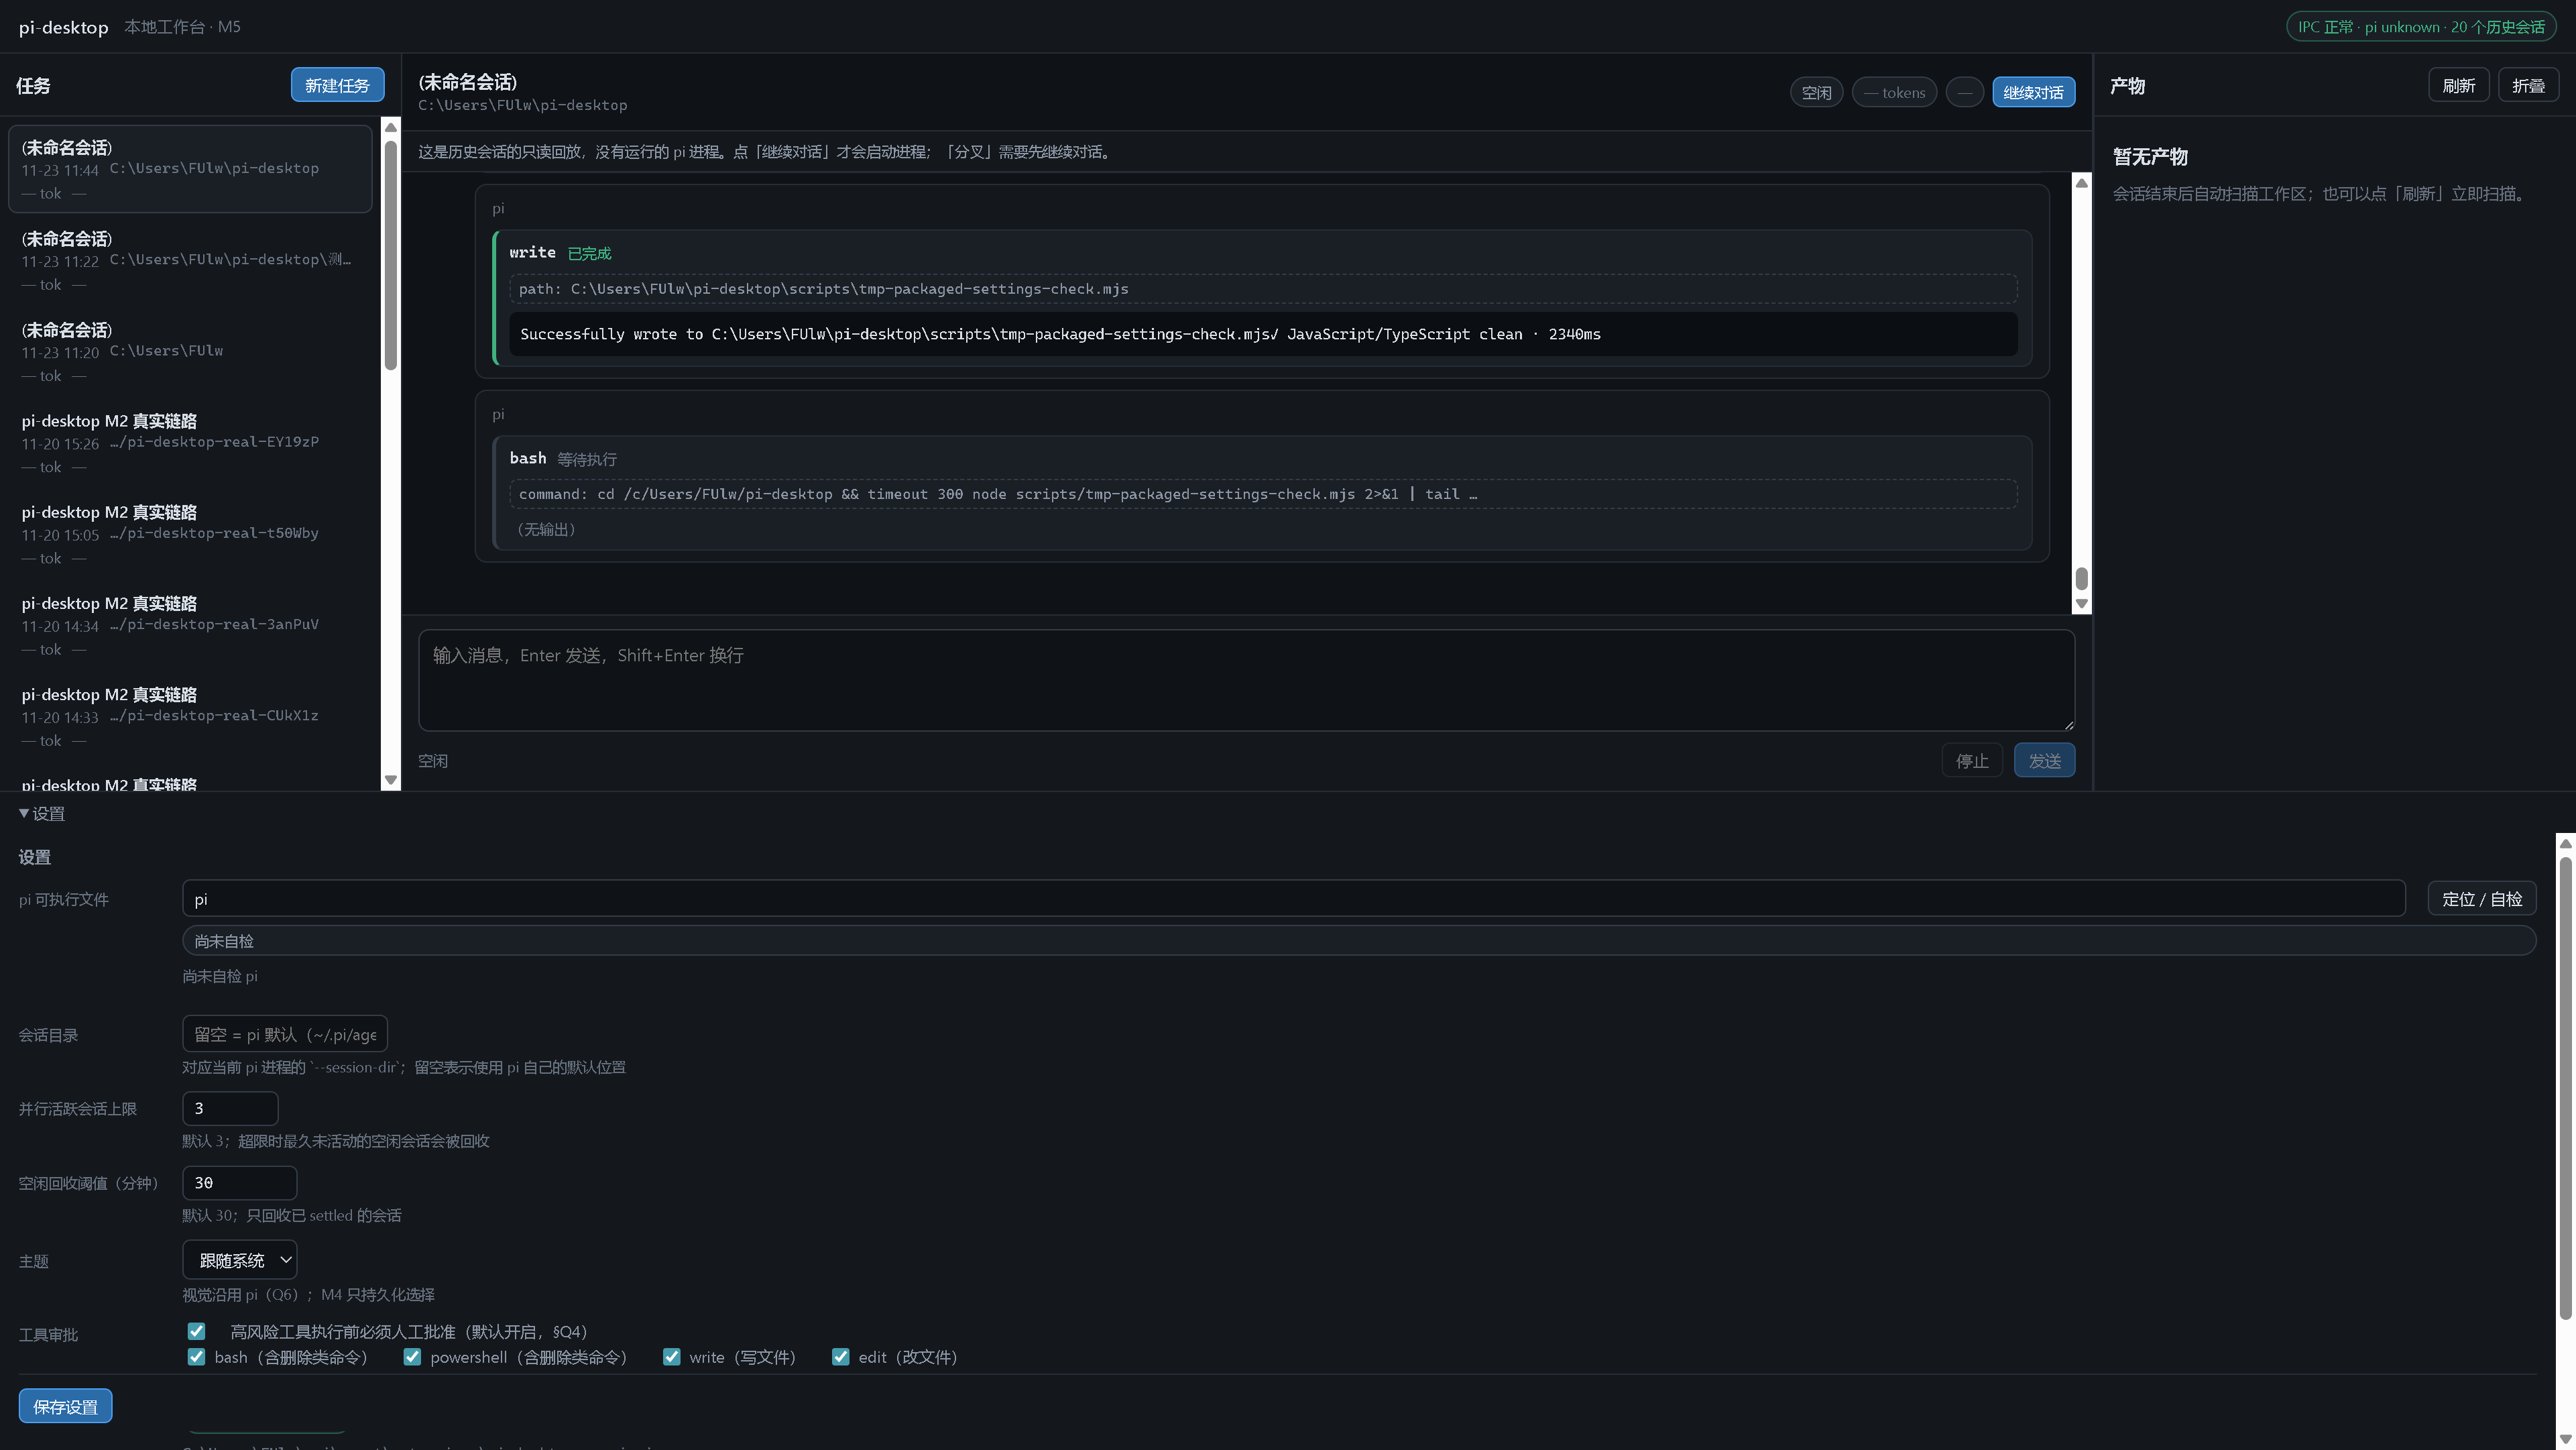 pi-desktop 本地工作台 · M5
IPC 正常 · pi unknown · 20 个历史会话
任务 新建任务
(未命名会话)
11-23 11:44 C:\Users\FUlw\pi-desktop
— tok —
(未命名会话)
11-23 11:22 C:\Users\FUlw\pi-desktop\测…
— tok —
(未命名会话)
11-23 11:20 C:\Users\FUlw
— tok —
pi-desktop M2 真实链路
11-20 15:26 …/pi-desktop-real-EY19zP
— tok —
pi-desktop M2 真实链路
11-20 15:05 …/pi-desktop-real-t50Wby
— tok —
pi-desktop M2 真实链路
11-20 14:34 …/pi-desktop-real-3anPuV
— tok —
pi-desktop M2 真实链路
11-20 14:33 …/pi-desktop-real-CUkX1z
— tok —
pi-desktop M2 真实链路
(未命名会话)
C:\Users\FUlw\pi-desktop
空闲 — tokens — 继续对话
这是历史会话的只读回放，没有运行的 pi 进程。点「继续对话」才会启动进程；「分叉」需要先继续对话。
pi
write 已完成
path: C:\Users\FUlw\pi-desktop\scripts\tmp-packaged-settings-check.mjs
Successfully wrote to C:\Users\FUlw\pi-desktop\scripts\tmp-packaged-settings-check.mjs√ JavaScript/TypeScript clean · 2340ms
pi
bash 等待执行
command: cd /c/Users/FUlw/pi-desktop && timeout 300 node scripts/tmp-packaged-settings-check.mjs 2>&1 | tail …
（无输出）
输入消息，Enter 发送，Shift+Enter 换行
空闲 停止 发送
产物 刷新 折叠
暂无产物
会话结束后自动扫描工作区；也可以点「刷新」立即扫描。
▼设置
设置
pi 可执行文件 pi 定位 / 自检
尚未自检
尚未自检 pi
会话目录 留空 = pi 默认（~/.pi/age
对应当前 pi 进程的 `--session-dir`；留空表示使用 pi 自己的默认位置
并行活跃会话上限 3
默认 3；超限时最久未活动的空闲会话会被回收
空闲回收阈值（分钟） 30
默认 30；只回收已 settled 的会话
主题 跟随系统
视觉沿用 pi（Q6）；M4 只持久化选择
工具审批 高风险工具执行前必须人工批准（默认开启，§Q4）
bash（含删除类命令） powershell（含删除类命令） write（写文件） edit（改文件）
保存设置